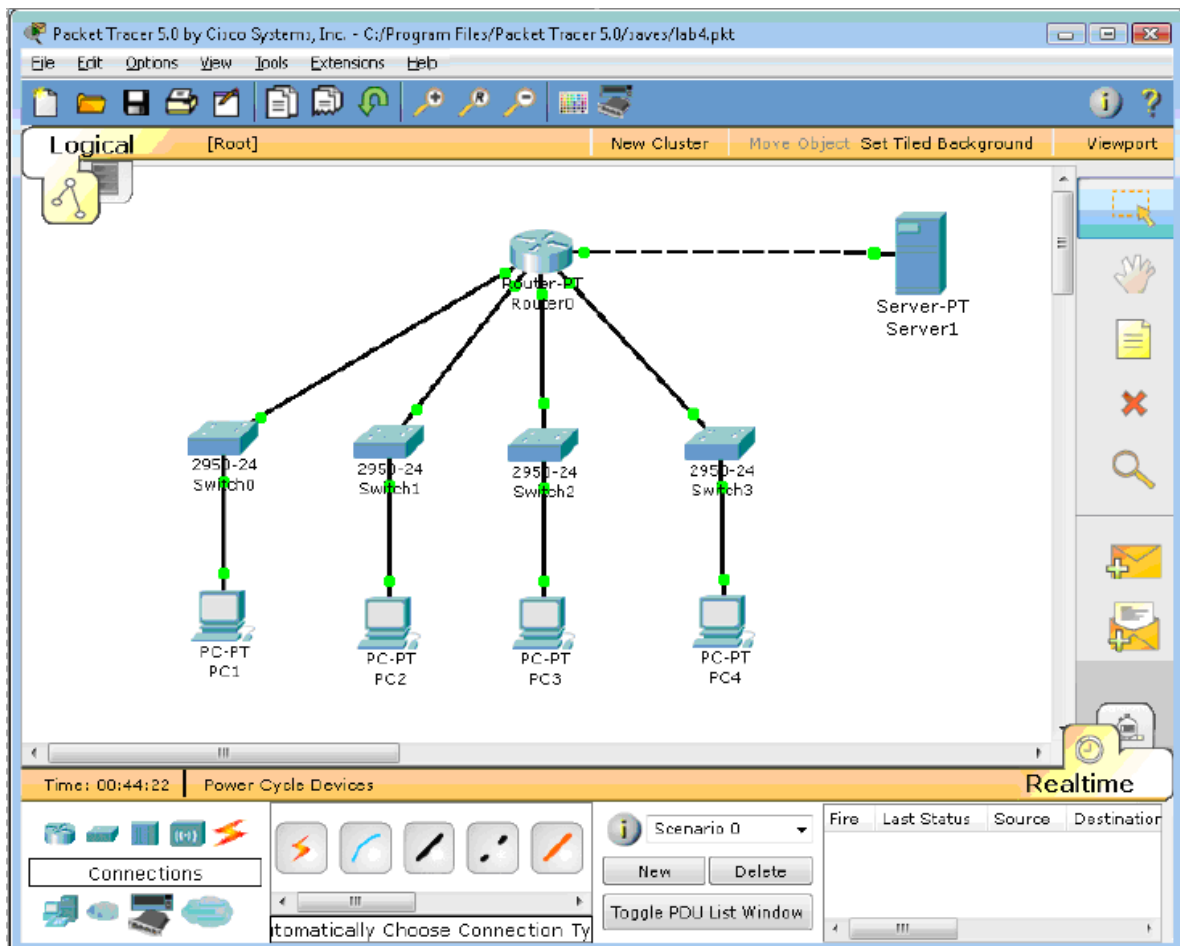 Packet Tracer 5.0 by Cisco Systems, Inc. - C:/Program Files/Packet Tracer 5.0/saves/lab4.pkt
File Edit Options View Tools Extensions Help
Logical [Root] New Cluster Move Object Set Tiled Background Viewport
Router-PT
Router0
Server-PT
Server1
2950-24
Switch0
2950-24
Switch1
2950-24
Switch2
2950-24
Switch3
PC-PT
PC1
PC-PT
PC2
PC-PT
PC3
PC-PT
PC4
Time: 00:44:22 Power Cycle Devices Realtime
Connections
utomatically Choose Connection Ty
Scenario 0
New Delete
Toggle PDU List Window
Fire Last Status Source Destination